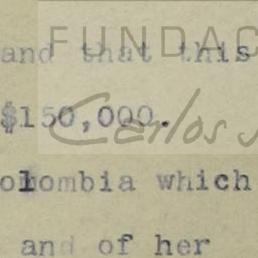 FUNDAC
and that this
$150,000.
Carlos
olombia which
and of her